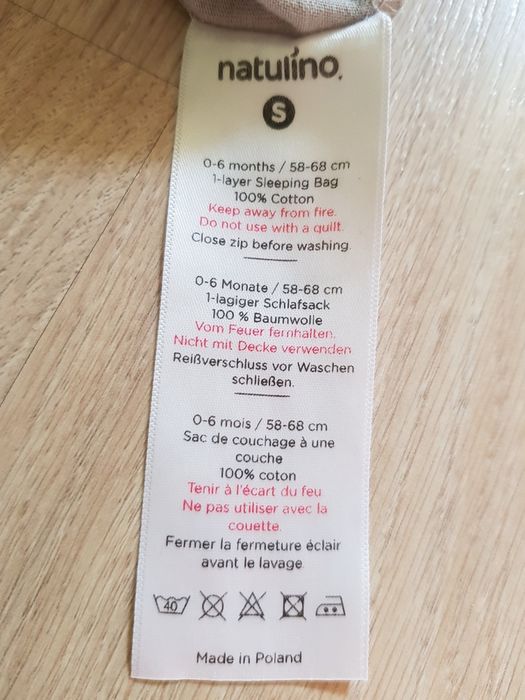 natulino.
S
0-6 months / 58-68 cm
1-layer Sleeping Bag
100% Cotton
Keep away from fire.
Do not use with a quilt.
Close zip before washing.
0-6 Monate / 58-68 cm
1-lagiger Schlafsack
100 % Baumwolle
Vom Feuer fernhalten.
Nicht mit Decke verwenden
Reißverschluss vor Waschen
schließen.
0-6 mois / 58-68 cm
Sac de couchage à une
couche
100% coton
Tenir à l'écart du feu
Ne pas utiliser avec la
couette.
Fermer la fermeture éclair
avant le lavage
40
Made in Poland